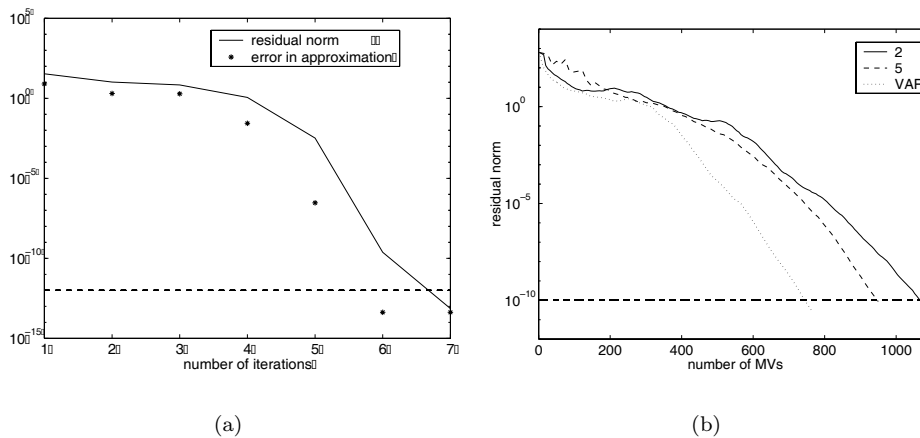 10^5
10^0
10^-5
10^-10
10^-15
residual norm
error in approximation
1 2 3 4 5 6 7
number of iterations
(a)
residual norm
10^0
10^-5
10^-10
2
5
VAR
0 200 400 600 800 1000
number of MVs
(b)